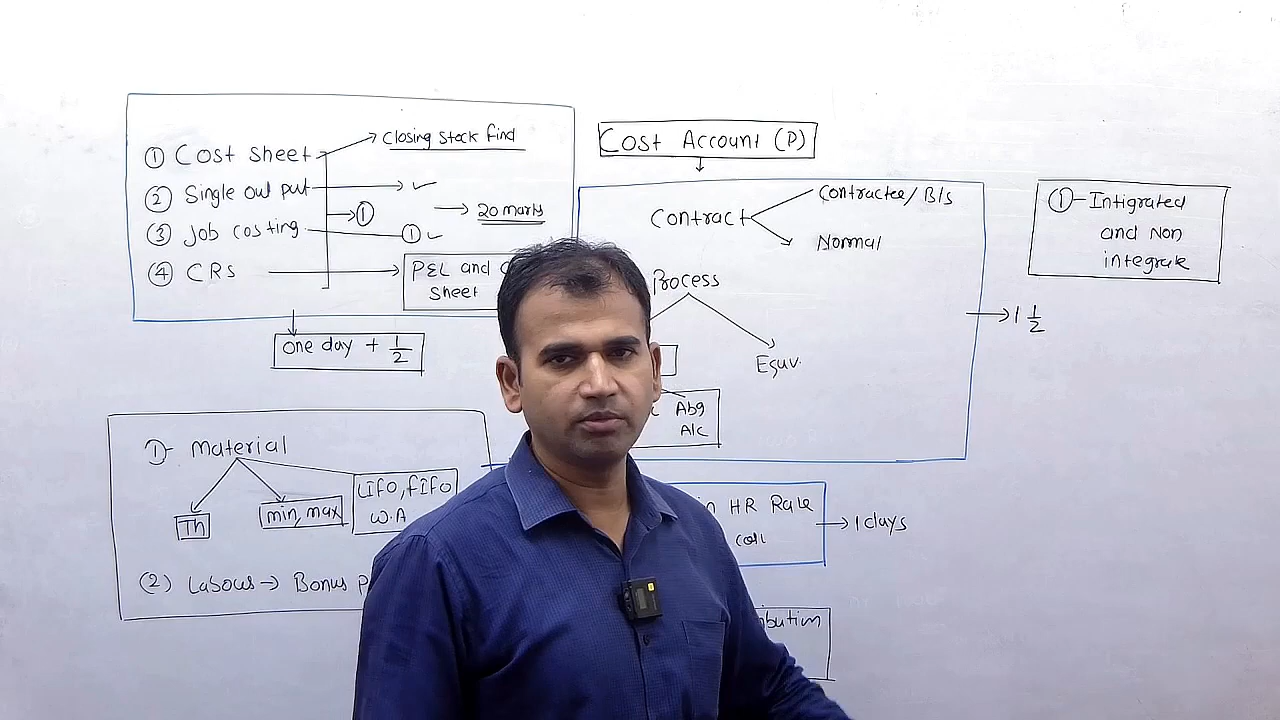 Cost Account (P)
① Cost sheet
Closing stock find
② Single out put
①
20 marks
③ Job costing
①
④ CRs
P&L and
Sheet
one day + 1/2
Contract
Contractee/B/s
Normal
Process
Equv.
Abg
A/c
1 1/2
①-Intigrated
and Non
integrate
1- Material
Th
min, max
LIFO, FIFO
W.A
(2) Labour → Bonus
HR Rate
cost
1 days